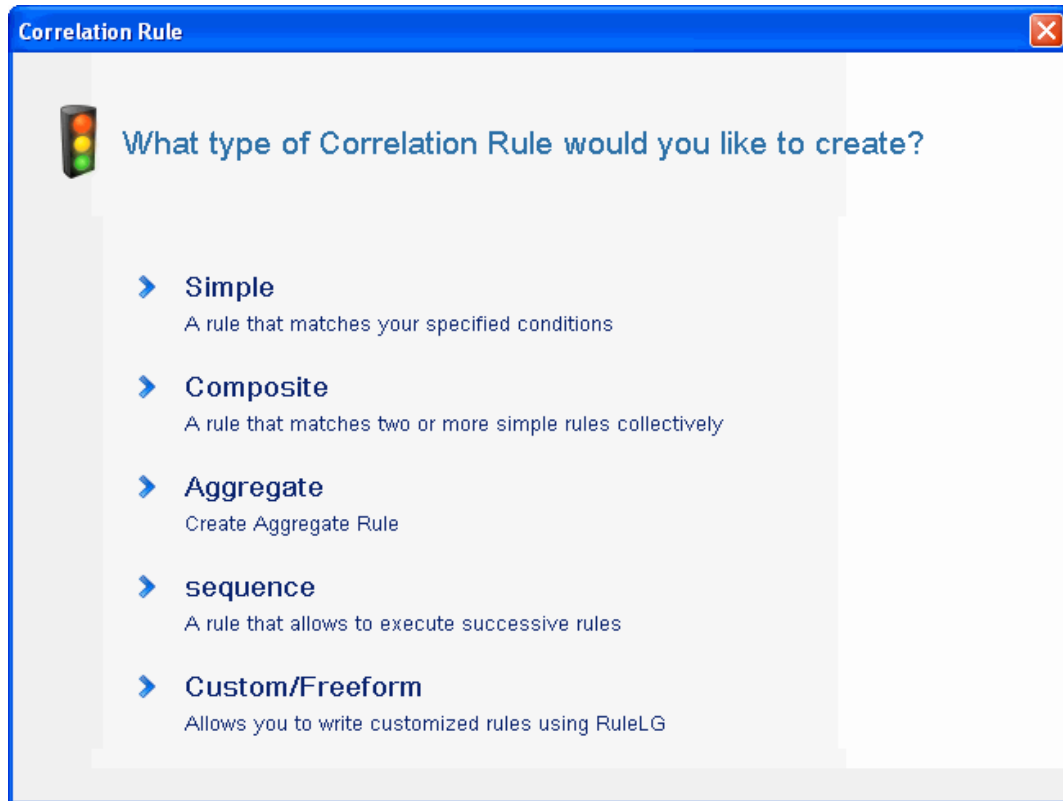 Correlation Rule
What type of Correlation Rule would you like to create?
Simple
A rule that matches your specified conditions
Composite
A rule that matches two or more simple rules collectively
Aggregate
Create Aggregate Rule
sequence
A rule that allows to execute successive rules
Custom/Freeform
Allows you to write customized rules using RuleLG